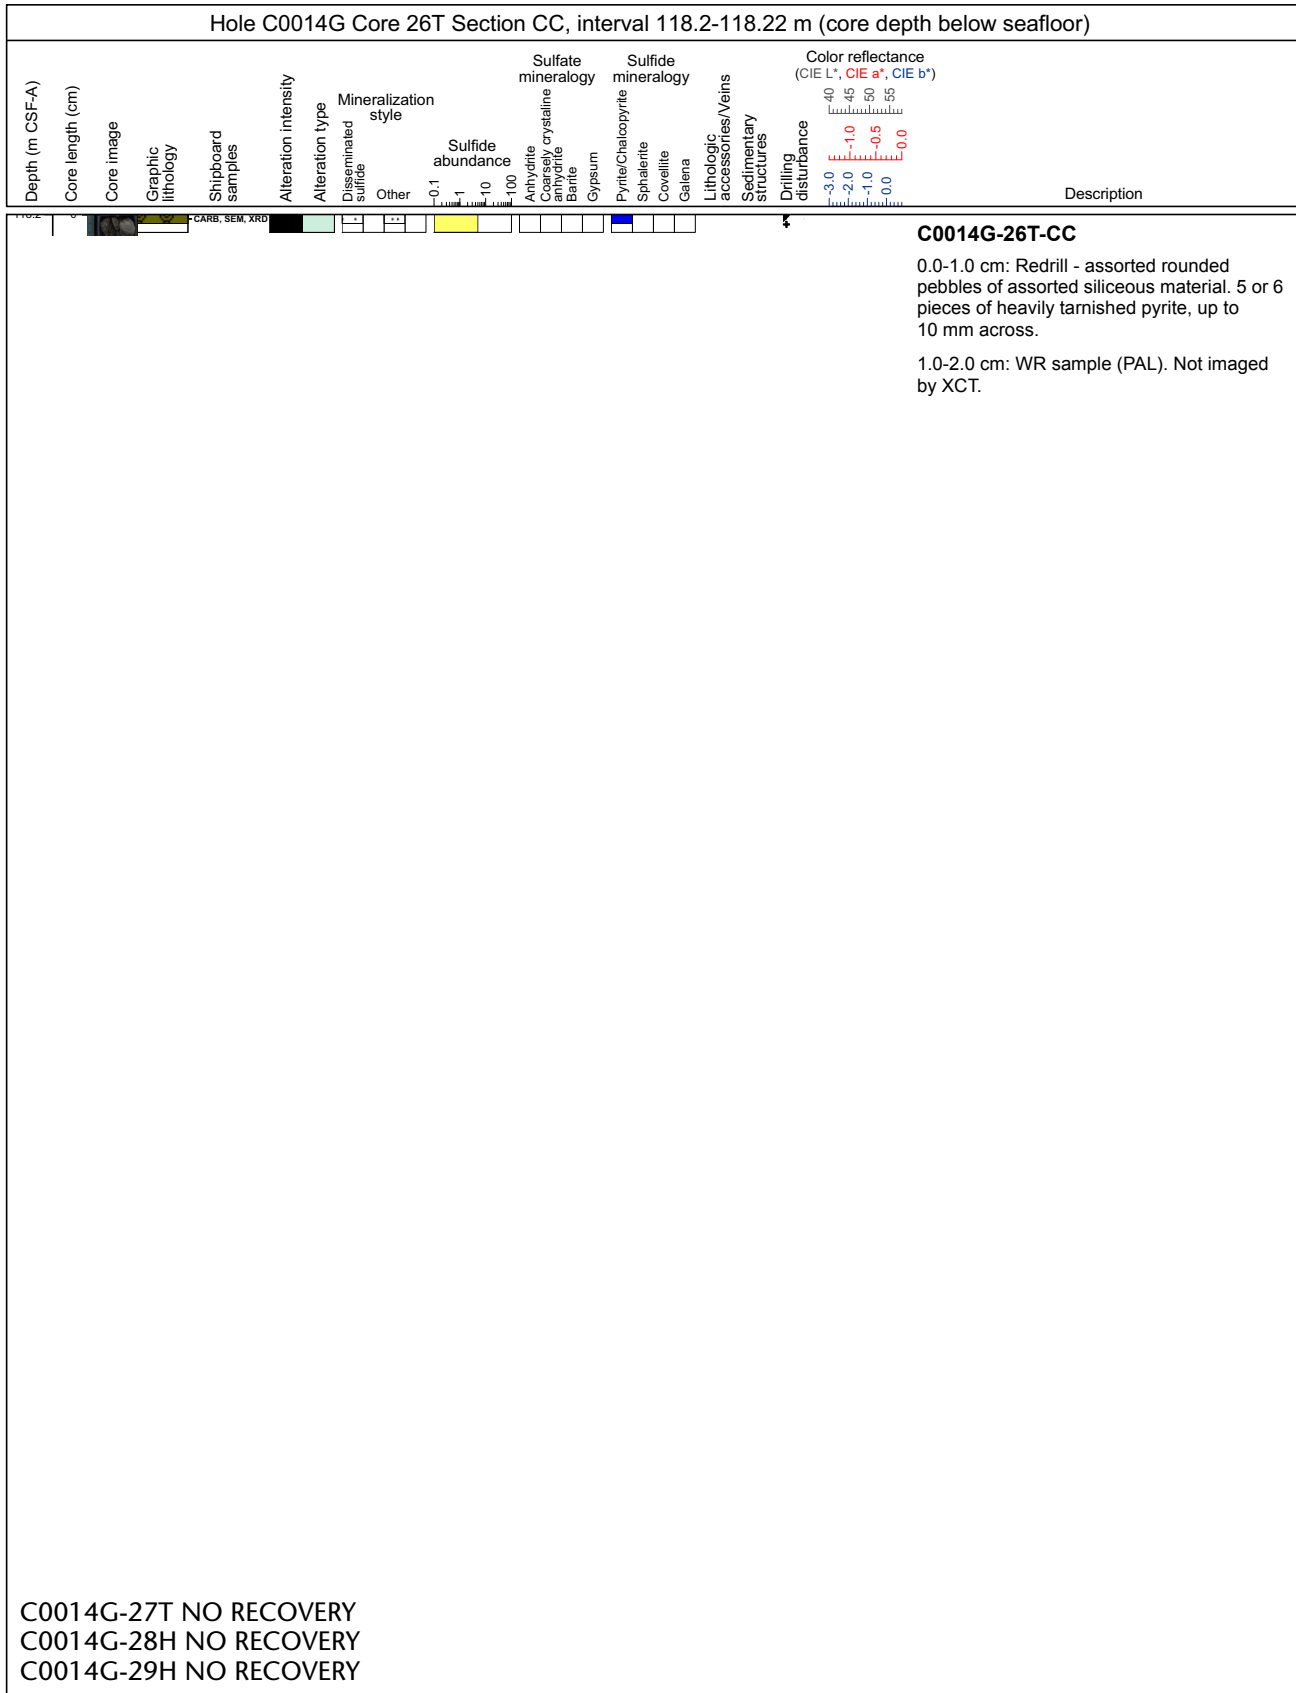 Hole C0014G Core 26T Section CC, interval 118.2-118.22 m (core depth below seafloor)
Depth (m CSF-A)
Core length (cm)
Core image
Graphic
lithology
Shipboard
samples
Alteration intensity
Alteration type
Mineralization
style
Disseminated
sulfide
Other
Sulfide
abundance
0.1
1
10
100
Sulfate
mineralogy
Anhydrite
Coarsely crystaline
anhydrite
Barite
Gypsum
Sulfide
mineralogy
Pyrite/Chalcopyrite
Sphalerite
Covellite
Galena
Lithologic
accessories/Veins
Sedimentary
structures
Drilling
disturbance
Color reflectance
(CIE L*, CIE a*, CIE b*)
40
45
50
55
-1.0
-0.5
0.0
-3.0
-2.0
-1.0
0.0
Description
CARB, SEM, XRD
C0014G-26T-CC
0.0-1.0 cm: Redrill - assorted rounded
pebbles of assorted siliceous material. 5 or 6
pieces of heavily tarnished pyrite, up to
10 mm across.
1.0-2.0 cm: WR sample (PAL). Not imaged
by XCT.
C0014G-27T NO RECOVERY
C0014G-28H NO RECOVERY
C0014G-29H NO RECOVERY